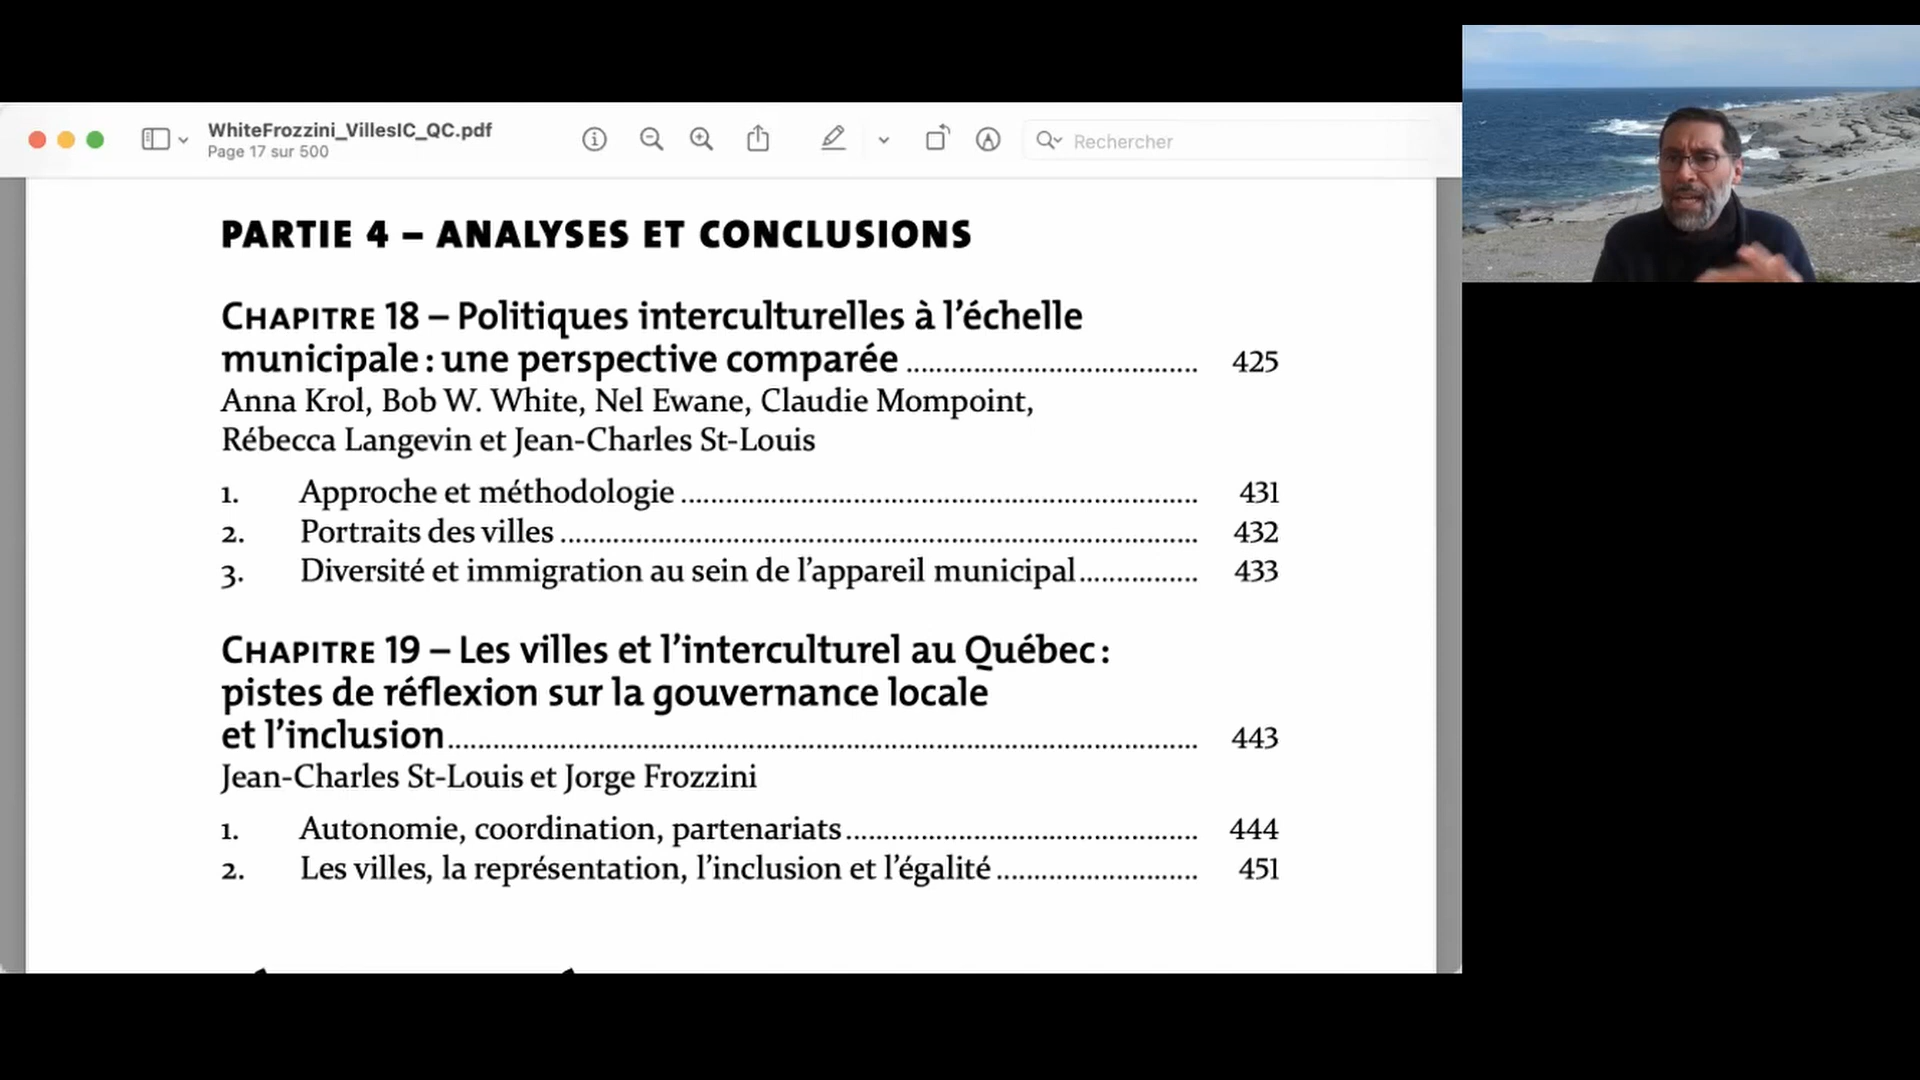 WhiteFrozzini_VillesIC_QC.pdf
Page 17 sur 500
Rechercher
PARTIE 4 – ANALYSES ET CONCLUSIONS
CHAPITRE 18 – Politiques interculturelles à l’échelle
municipale : une perspective comparée ....................................... 425
Anna Krol, Bob W. White, Nel Ewane, Claudie Mompoint,
Rébecca Langevin et Jean-Charles St-Louis
1. Approche et méthodologie ...................................................................... 431
2. Portraits des villes ...................................................................................... 432
3. Diversité et immigration au sein de l’appareil municipal ................ 433
CHAPITRE 19 – Les villes et l’interculturel au Québec :
pistes de réflexion sur la gouvernance locale
et l’inclusion ..................................................................................................... 443
Jean-Charles St-Louis et Jorge Frozzini
1. Autonomie, coordination, partenariats ............................................... 444
2. Les villes, la représentation, l’inclusion et l’égalité ........................... 451